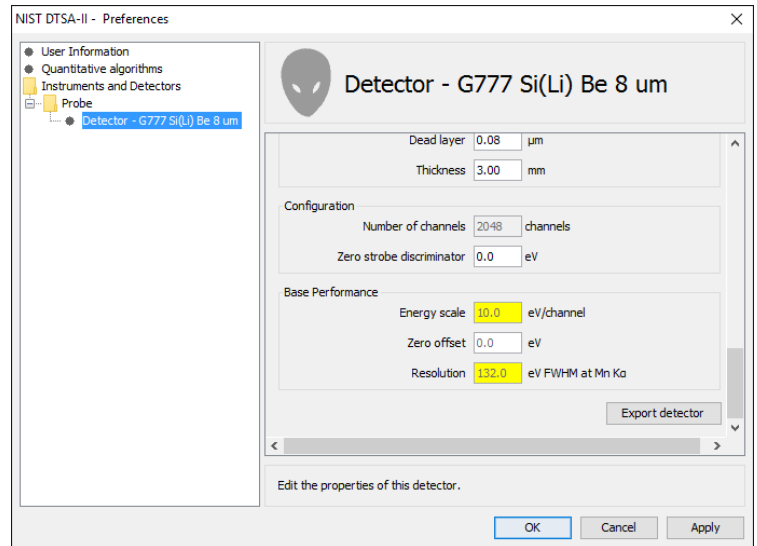 NIST DTSA-II - Preferences
User Information
Quantitative algorithms
Instruments and Detectors
Probe
Detector - G777 Si(Li) Be 8 um
Detector - G777 Si(Li) Be 8 um
Dead layer 0.08 µm
Thickness 3.00 mm
Configuration
Number of channels 2048 channels
Zero strobe discriminator 0.0 eV
Base Performance
Energy scale 10.0 eV/channel
Zero offset 0.0 eV
Resolution 132.0 eV FWHM at Mn Kα
Export detector
Edit the properties of this detector.
OK Cancel Apply